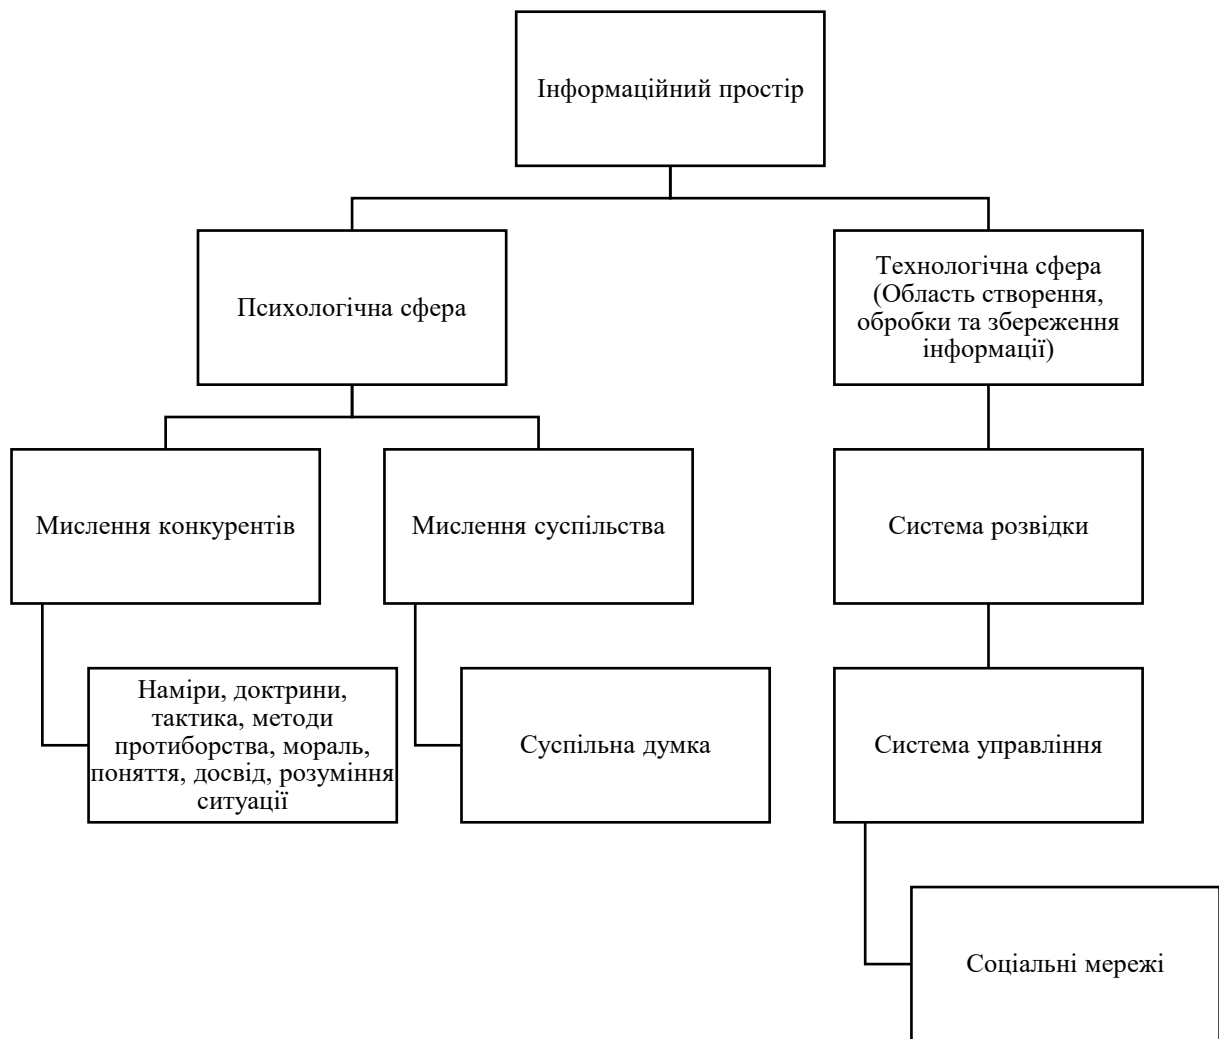 Інформаційний простір
Психологічна сфера
Технологічна сфера
(Область створення,
обробки та збереження
інформації)
Мислення конкурентів
Мислення суспільства
Система розвідки
Наміри, доктрини,
тактика, методи
протиборства, мораль,
поняття, досвід, розуміння
ситуації
Суспільна думка
Система управління
Соціальні мережі